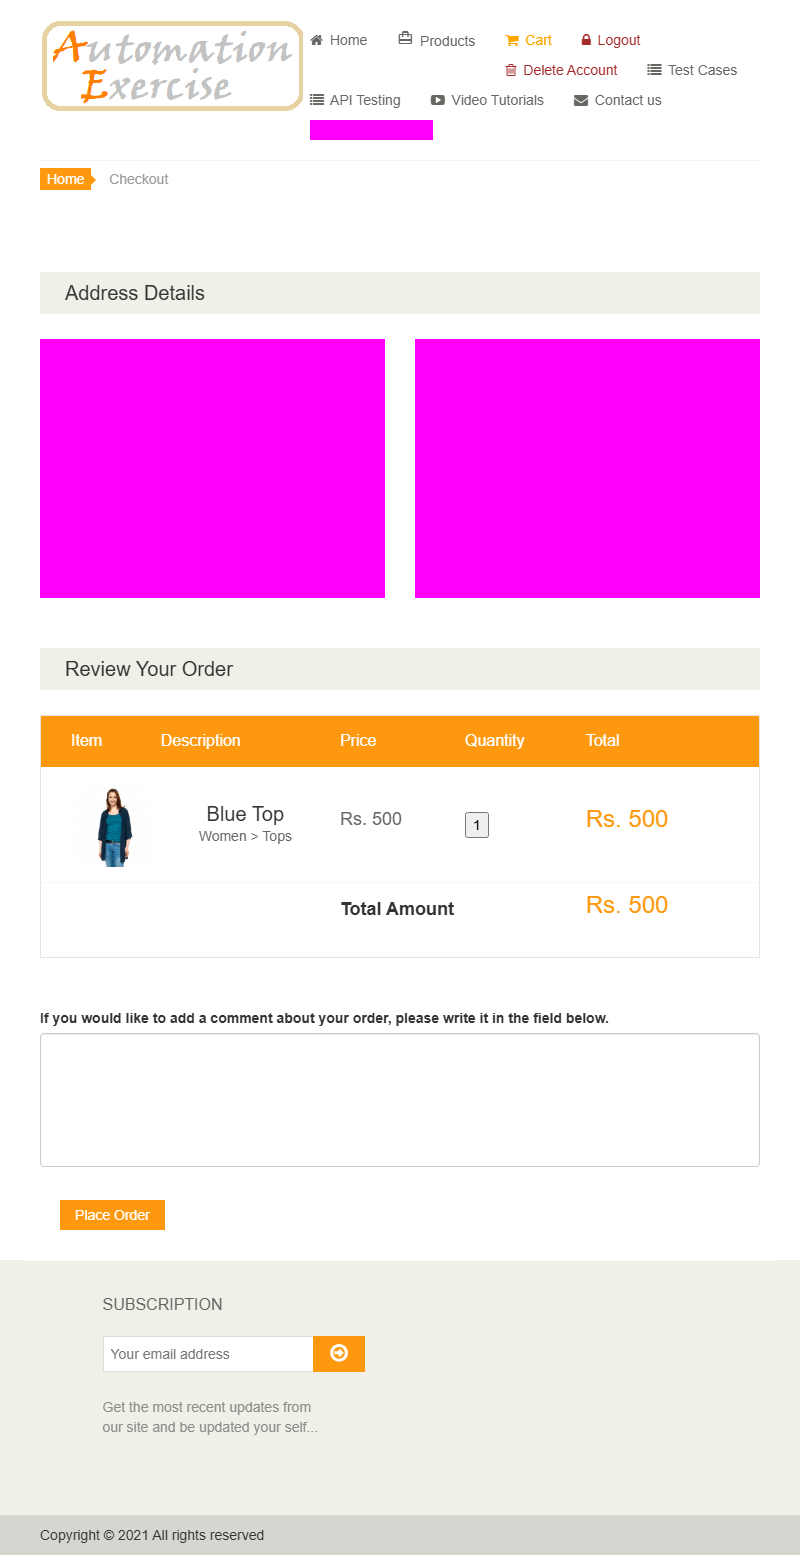 Automation
Exercise
Home Products Cart Logout
Delete Account Test Cases
API Testing Video Tutorials Contact us
Home Checkout
Address Details
Review Your Order
Item Description Price Quantity Total
Blue Top
Women > Tops
Rs. 500
1
Rs. 500
Total Amount Rs. 500
If you would like to add a comment about your order, please write it in the field below.
Place Order
SUBSCRIPTION
Your email address
Get the most recent updates from
our site and be updated your self...
Copyright © 2021 All rights reserved